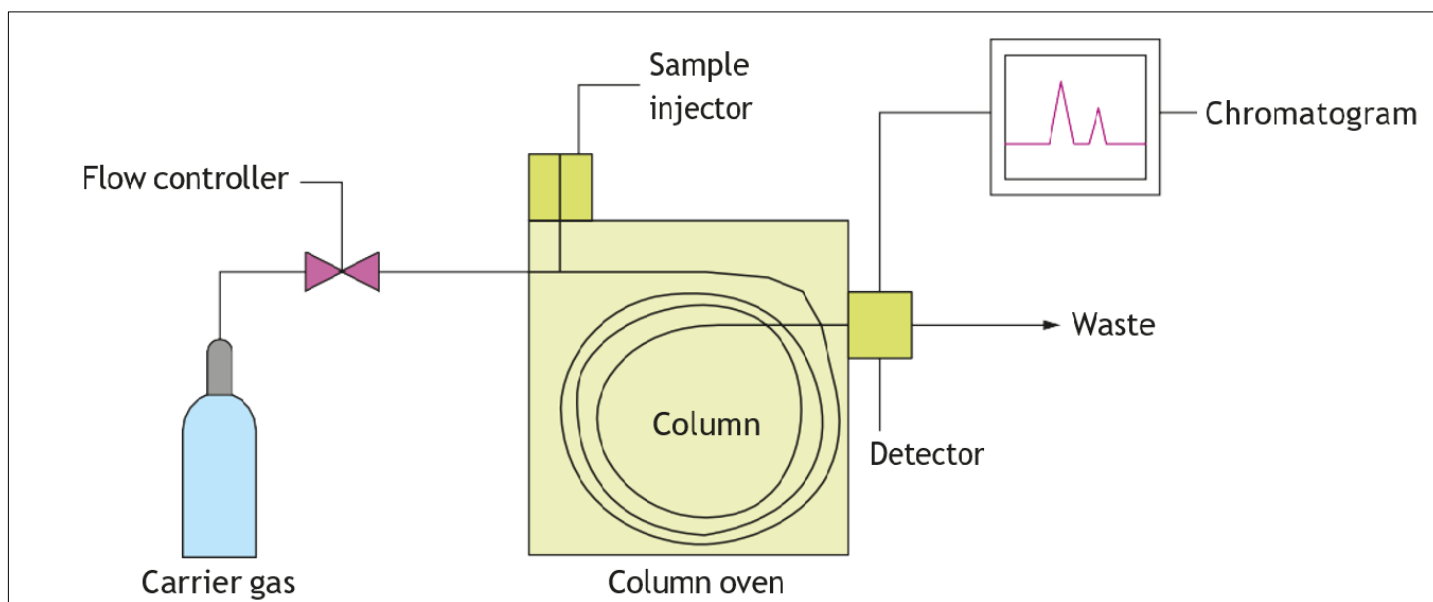 Sample
injector
Chromatogram
Flow controller
Waste
Column
Detector
Carrier gas
Column oven